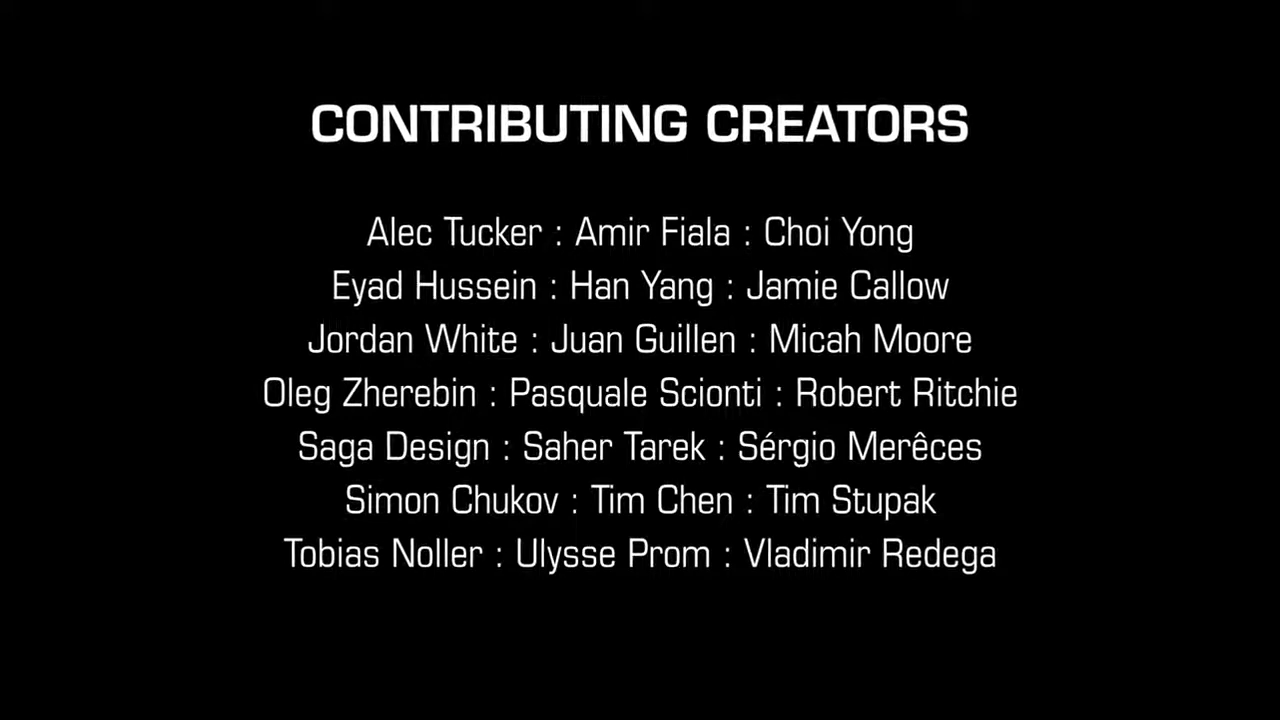 CONTRIBUTING CREATORS
Alec Tucker : Amir Fiala : Choi Yong
Eyad Hussein : Han Yang : Jamie Callow
Jordan White : Juan Guillen : Micah Moore
Oleg Zherebin : Pasquale Scionti : Robert Ritchie
Saga Design : Saher Tarek : Sérgio Merêces
Simon Chukov : Tim Chen : Tim Stupak
Tobias Noller : Ulysse Prom : Vladimir Redega